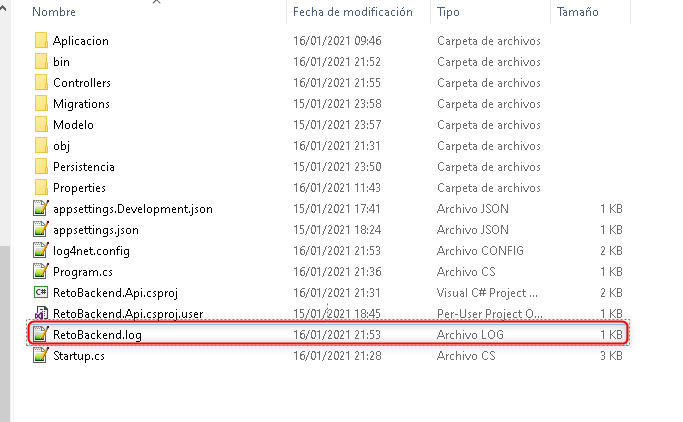 Nombre Fecha de modificación Tipo Tamaño
Aplicacion 16/01/2021 09:46 Carpeta de archivos
bin 16/01/2021 21:52 Carpeta de archivos
Controllers 16/01/2021 21:55 Carpeta de archivos
Migrations 15/01/2021 23:58 Carpeta de archivos
Modelo 15/01/2021 23:57 Carpeta de archivos
obj 16/01/2021 21:31 Carpeta de archivos
Persistencia 15/01/2021 23:50 Carpeta de archivos
Properties 16/01/2021 11:43 Carpeta de archivos
appsettings.Development.json 15/01/2021 17:41 Archivo JSON 1 KB
appsettings.json 15/01/2021 18:24 Archivo JSON 1 KB
log4net.config 16/01/2021 21:53 Archivo CONFIG 2 KB
Program.cs 16/01/2021 21:36 Archivo CS 1 KB
RetoBackend.Api.csproj 16/01/2021 21:31 Visual C# Project ... 2 KB
RetoBackend.Api.csproj.user 15/01/2021 18:45 Per-User Project O... 2 KB
RetoBackend.log 16/01/2021 21:53 Archivo LOG 1 KB
Startup.cs 16/01/2021 21:28 Archivo CS 3 KB